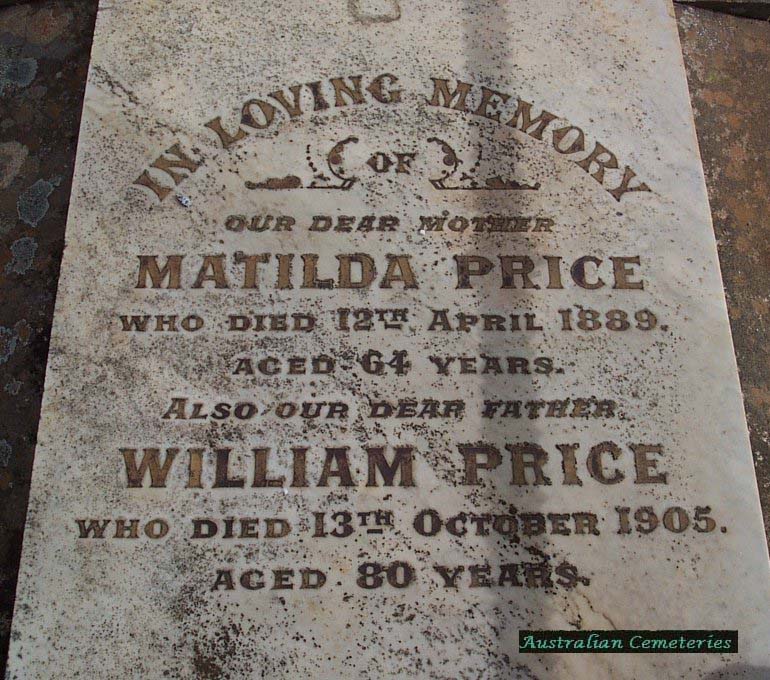 IN LOVING MEMORY
OF
OUR DEAR MOTHER
MATILDA PRICE
WHO DIED 12TH APRIL 1889.
AGED 64 YEARS.
ALSO OUR DEAR FATHER
WILLIAM PRICE
WHO DIED 13TH OCTOBER 1905.
AGED 80 YEARS.
Australian Cemeteries